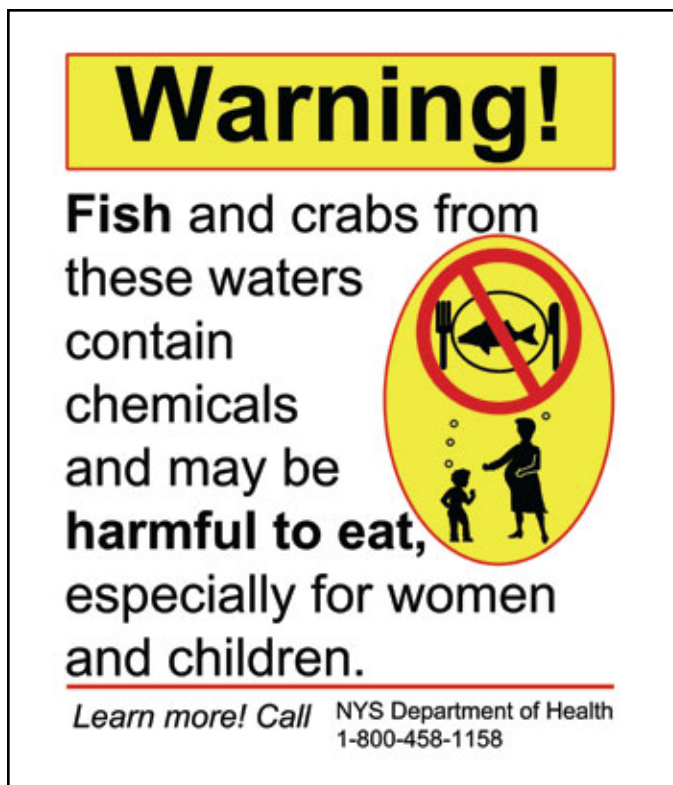 Warning!
Fish and crabs from
these waters
contain
chemicals
and may be
harmful to eat,
especially for women
and children.
Learn more! Call
NYS Department of Health
1-800-458-1158